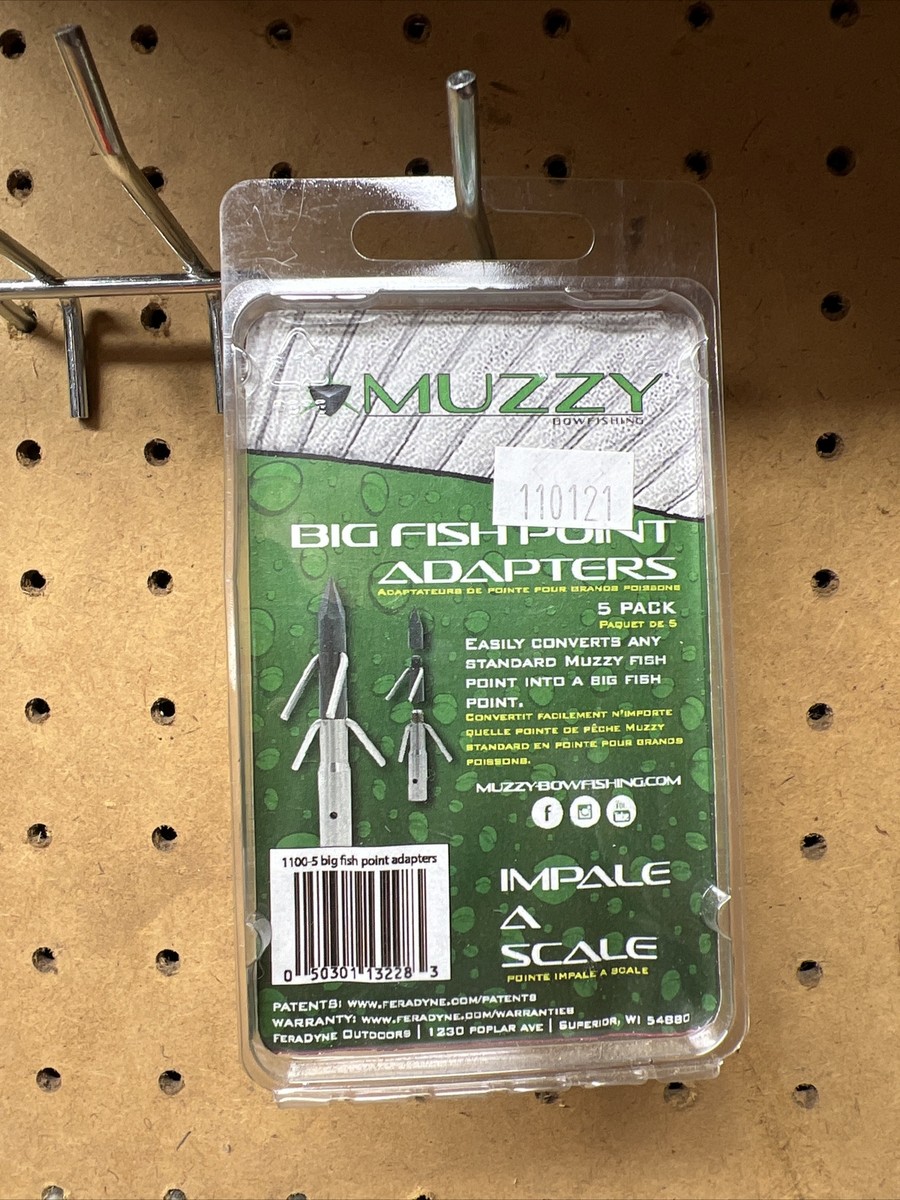 MUZZY
BOWFISHING
110121
BIG FISH POINT
ADAPTERS
ADAPTATEURS DE POINTE POUR GRANDS POISSONS
5 PACK
PAQUET DE 5
EASILY CONVERTS ANY
STANDARD MUZZY FISH
POINT INTO A BIG FISH
POINT.
CONVERTIT FACILEMENT N'IMPORTE
QUELLE POINTE DE PÊCHE MUZZY
STANDARD EN POINTE POUR GRANDS
POISSONS.
MUZZY-BOWFISHING.COM
f You Tube
1100-5 big fish point adapters
0 50301 13228 3
IMPALE
A
SCALE
POINTE IMPALE A SCALE
PATENTS: WWW.FERADYNE.COM/PATENTS
WARRANTY: WWW.FERADYNE.COM/WARRANTIES
FERADYNE OUTDOORS | 1230 POPLAR AVE | SUPERIOR, WI 54880